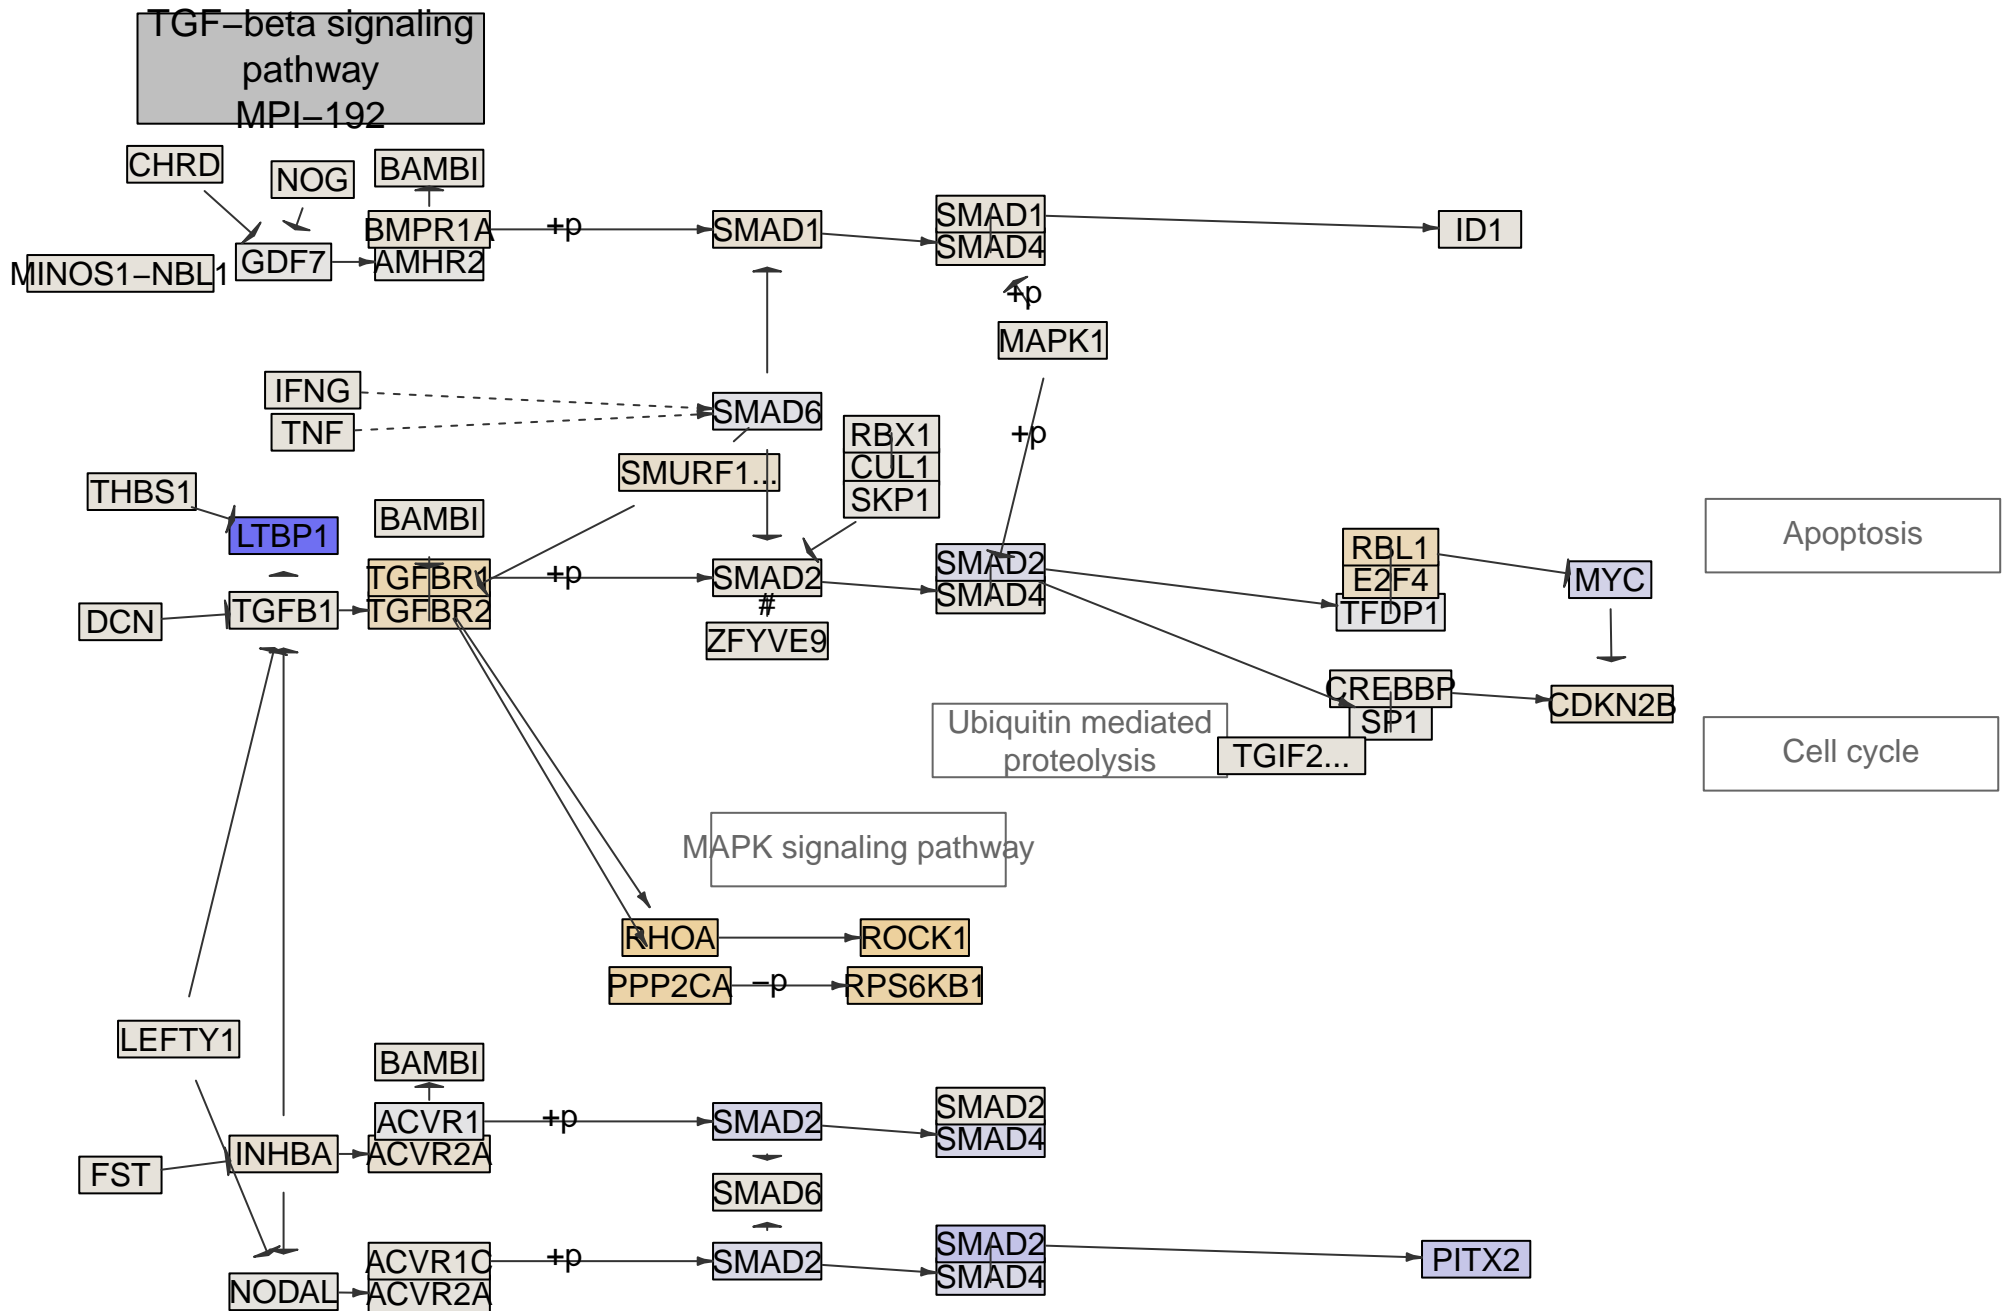 TGF−beta signaling
pathway
MPI−192
CHRD
NOG
BAMBI
BMPR1A
+p
SMAD1
SMAD1
SMAD4
ID1
MINOS1−NBL1
GDF7
AMHR2
+p
MAPK1
IFNG
SMAD6
TNF
+p
RBX1
CUL1
SKP1
SMURF1...
THBS1
LTBP1
BAMBI
Apoptosis
TGFBR1
+p
SMAD2
#
ZFYVE9
SMAD2
SMAD4
RBL1
E2F4
TFDP1
MYC
DCN
TGFB1
TGFBR2
CREBBP
SP1
CDKN2B
Ubiquitin mediated
proteolysis
TGIF2...
Cell cycle
MAPK signaling pathway
RHOA
ROCK1
PPP2CA
−p
RPS6KB1
LEFTY1
BAMBI
ACVR1
+p
SMAD2
SMAD2
SMAD4
FST
INHBA
ACVR2A
SMAD6
ACVR1C
+p
SMAD2
SMAD2
SMAD4
PITX2
NODAL
ACVR2A